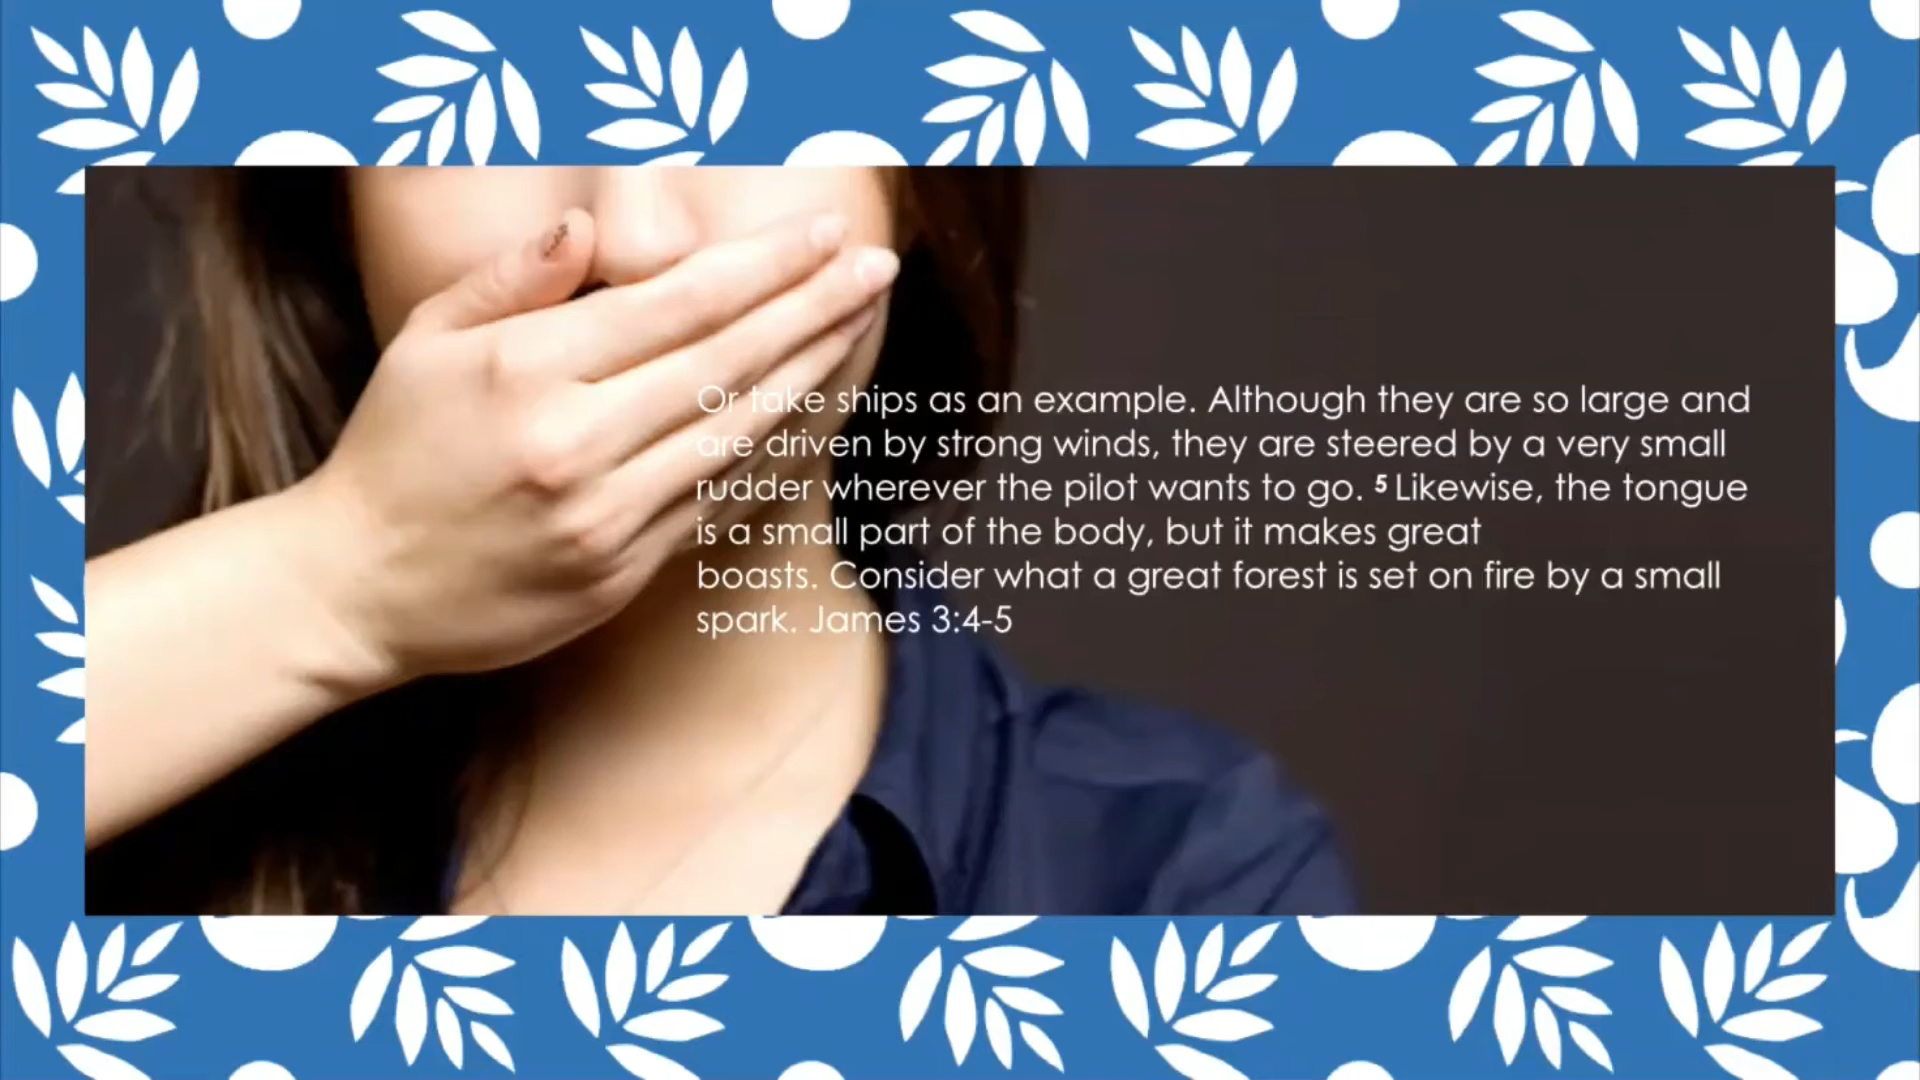 Or take ships as an example. Although they are so large and
are driven by strong winds, they are steered by a very small
rudder wherever the pilot wants to go. 5 Likewise, the tongue
is a small part of the body, but it makes great
boasts. Consider what a great forest is set on fire by a small
spark. James 3:4-5